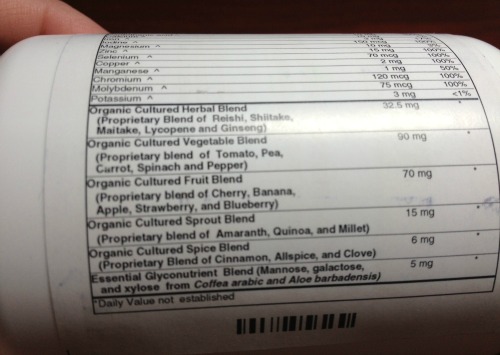 Iodine ^ 150 mcg
Magnesium ^ 10 mg
Zinc ^ 15 mg 100%
Selenium ^ 70 mcg 100%
Copper ^ 2 mg 100%
Manganese ^ 1 mg 50%
Chromium ^ 120 mcg 100%
Molybdenum ^ 75 mcg 100%
Potassium ^ 3 mg <1%
Organic Cultured Herbal Blend 32.5 mg *
(Proprietary Blend of Reishi, Shiitake,
Maitake, Lycopene and Ginseng)
Organic Cultured Vegetable Blend 90 mg *
(Proprietary blend of Tomato, Pea,
Carrot, Spinach and Pepper)
Organic Cultured Fruit Blend 70 mg *
(Proprietary blend of Cherry, Banana,
Apple, Strawberry, and Blueberry)
Organic Cultured Sprout Blend 15 mg *
(Proprietary blend of Amaranth, Quinoa, and Millet)
Organic Cultured Spice Blend 6 mg *
(Proprietary Blend of Cinnamon, Allspice, and Clove)
Essential Glyconutrient Blend (Mannose, galactose, 5 mg *
and xylose from Coffea arabic and Aloe barbadensis)
*Daily Value not established